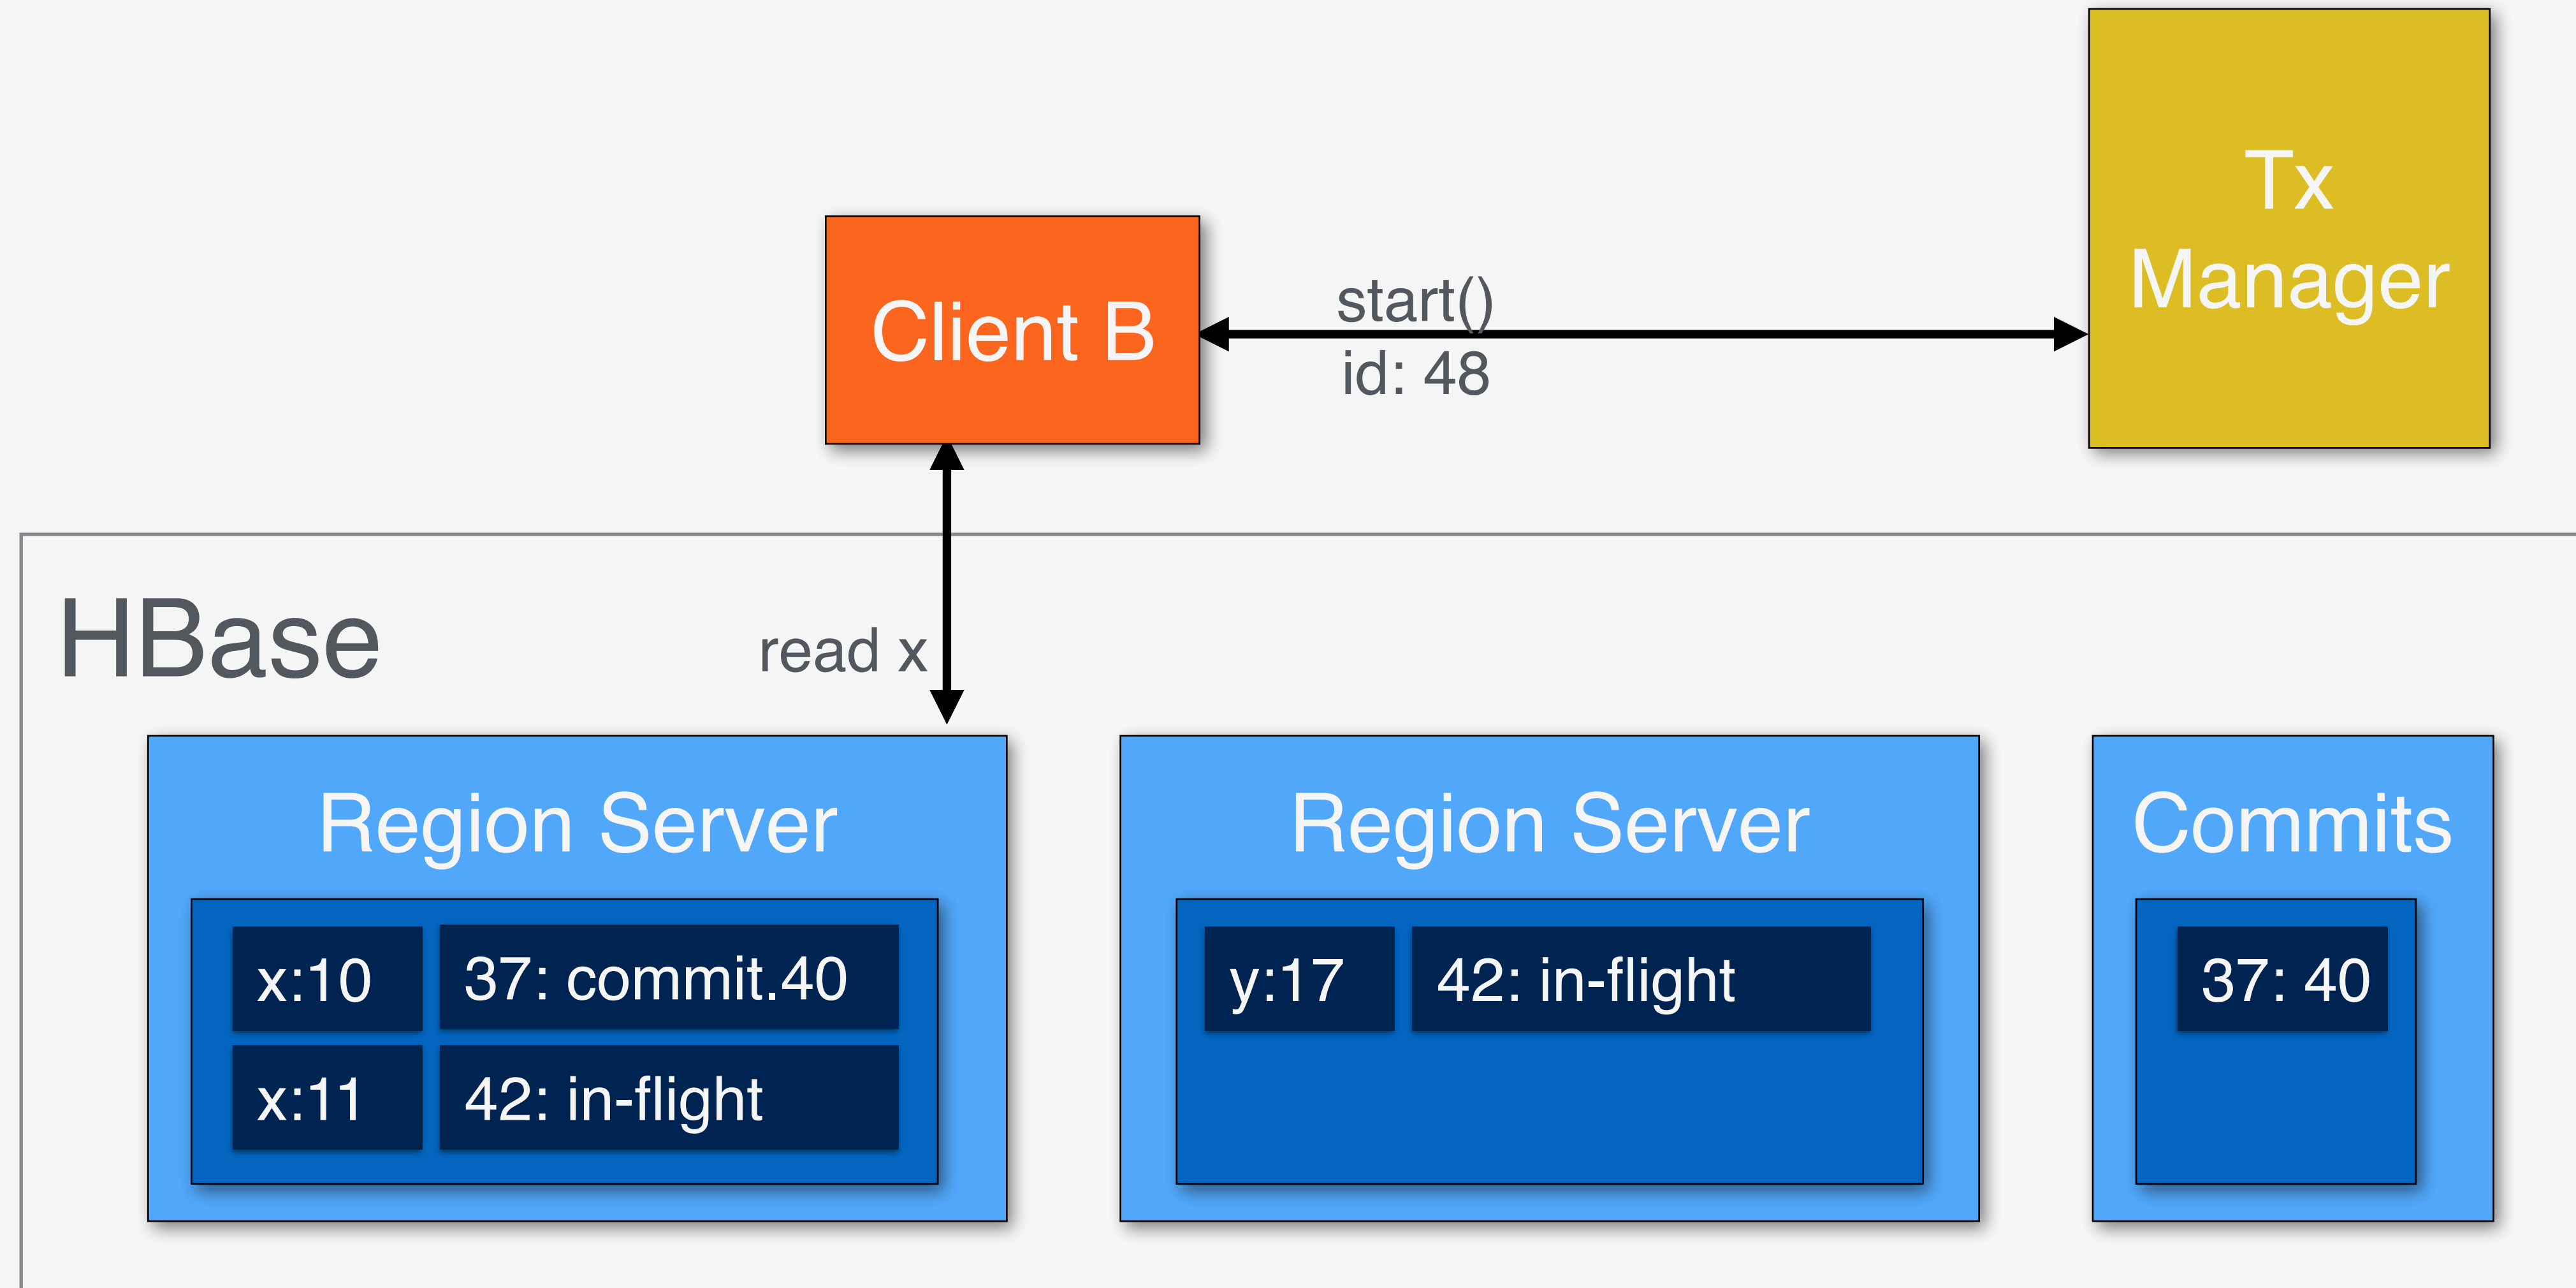 Tx
Manager
Client B
start()
id: 48
HBase
read x
Region Server
x:10
37: commit.40
x:11
42: in-flight
Region Server
y:17
42: in-flight
Commits
37: 40